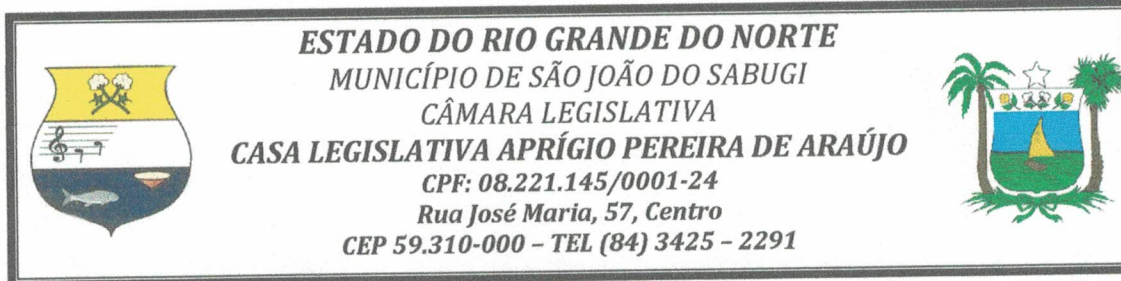 ESTADO DO RIO GRANDE DO NORTE
MUNICÍPIO DE SÃO JOÃO DO SABUGI
CÂMARA LEGISLATIVA
CASA LEGISLATIVA APRÍGIO PEREIRA DE ARAÚJO
CPF: 08.221.145/0001-24
Rua José Maria, 57, Centro
CEP 59.310-000 – TEL (84) 3425 – 2291